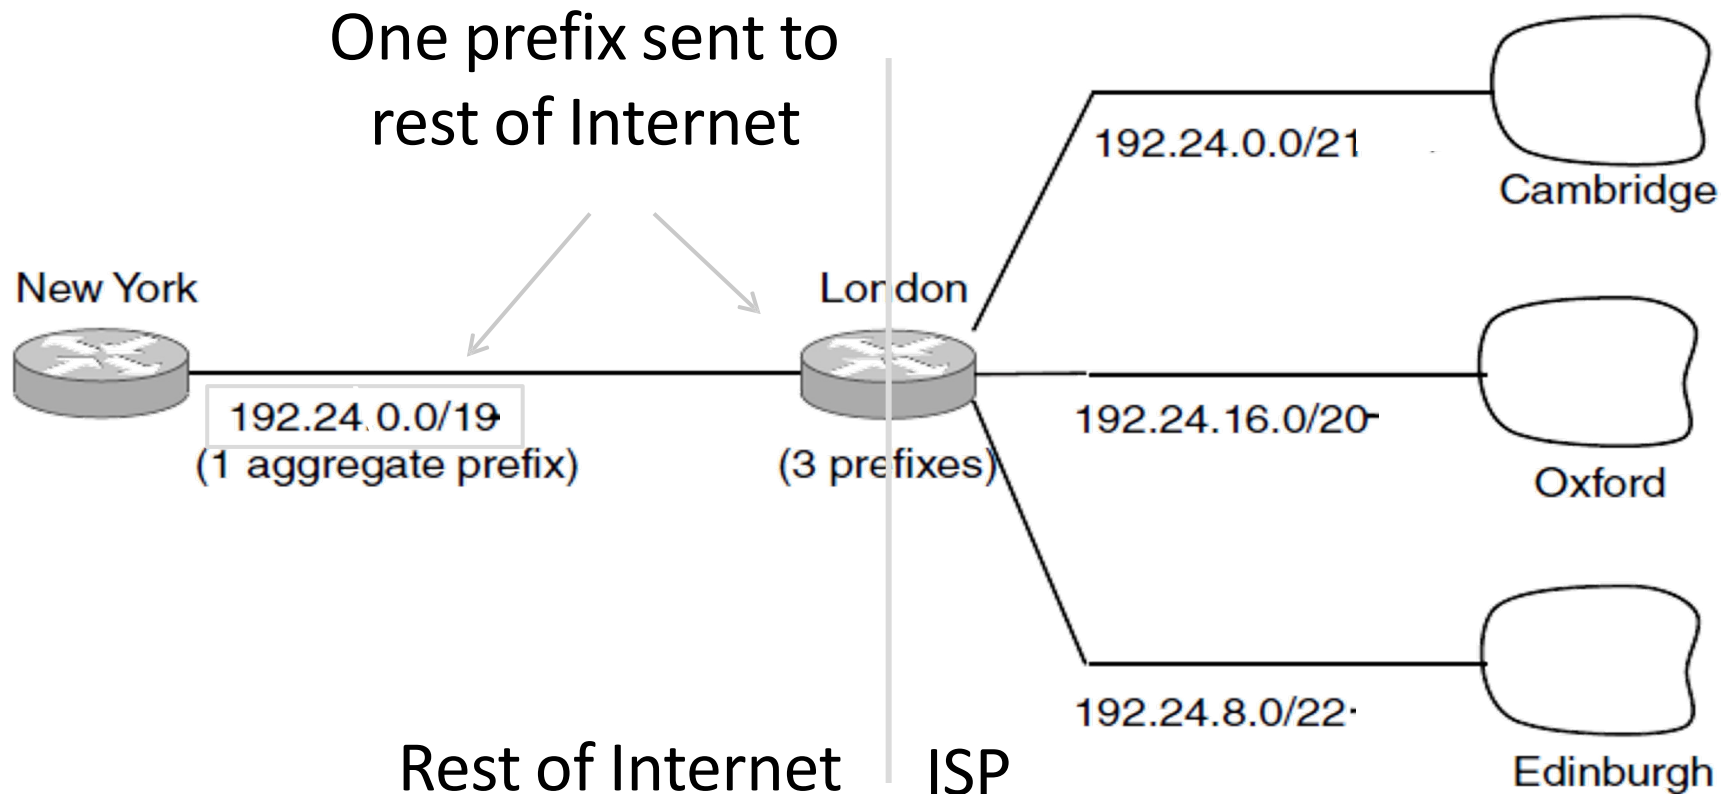 One prefix sent to
rest of Internet
192.24.0.0/21
Cambridge
New York
London
192.24.0.0/19
(1 aggregate prefix)
(3 prefixes)
192.24.16.0/20
Oxford
192.24.8.0/22
Edinburgh
Rest of Internet
ISP